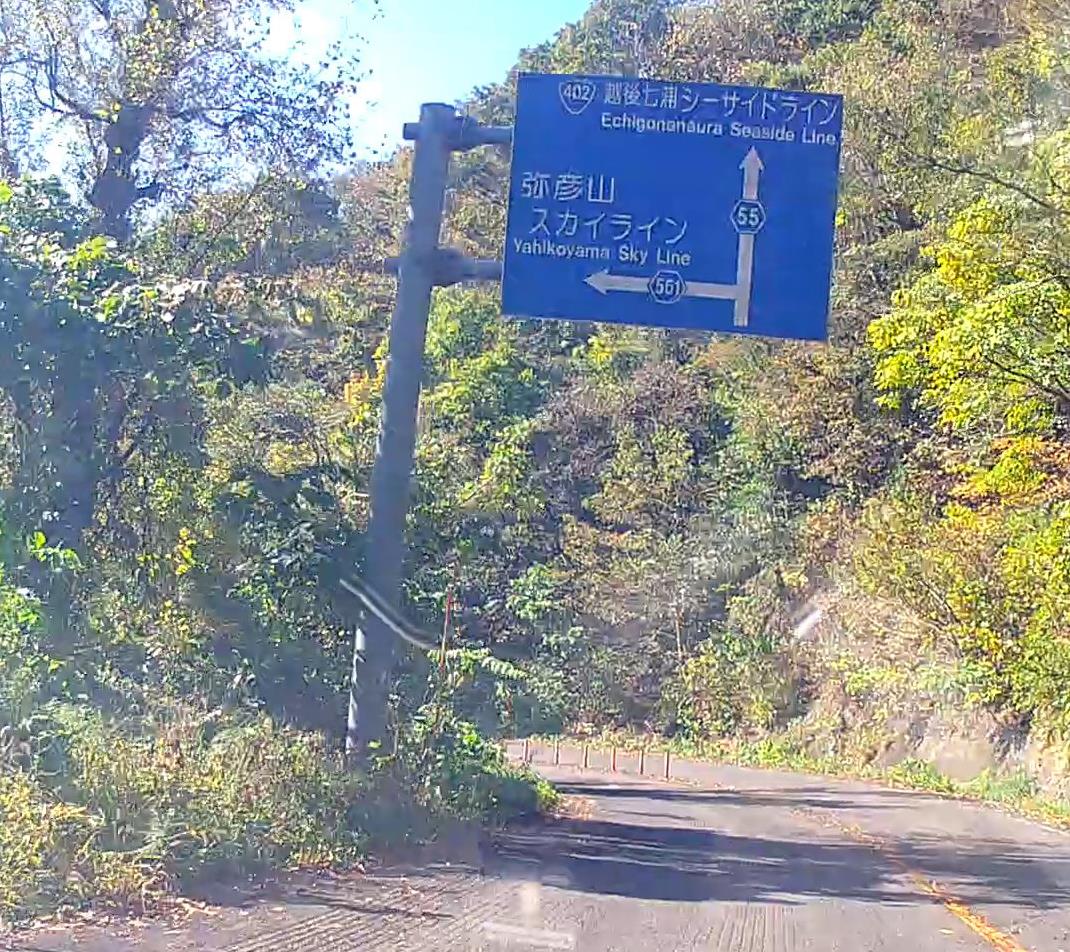 402 越後七浦シーサイドライン
Echigonanaura Seaside Line
弥彦山
スカイライン
Yahikoyama Sky Line
55
561